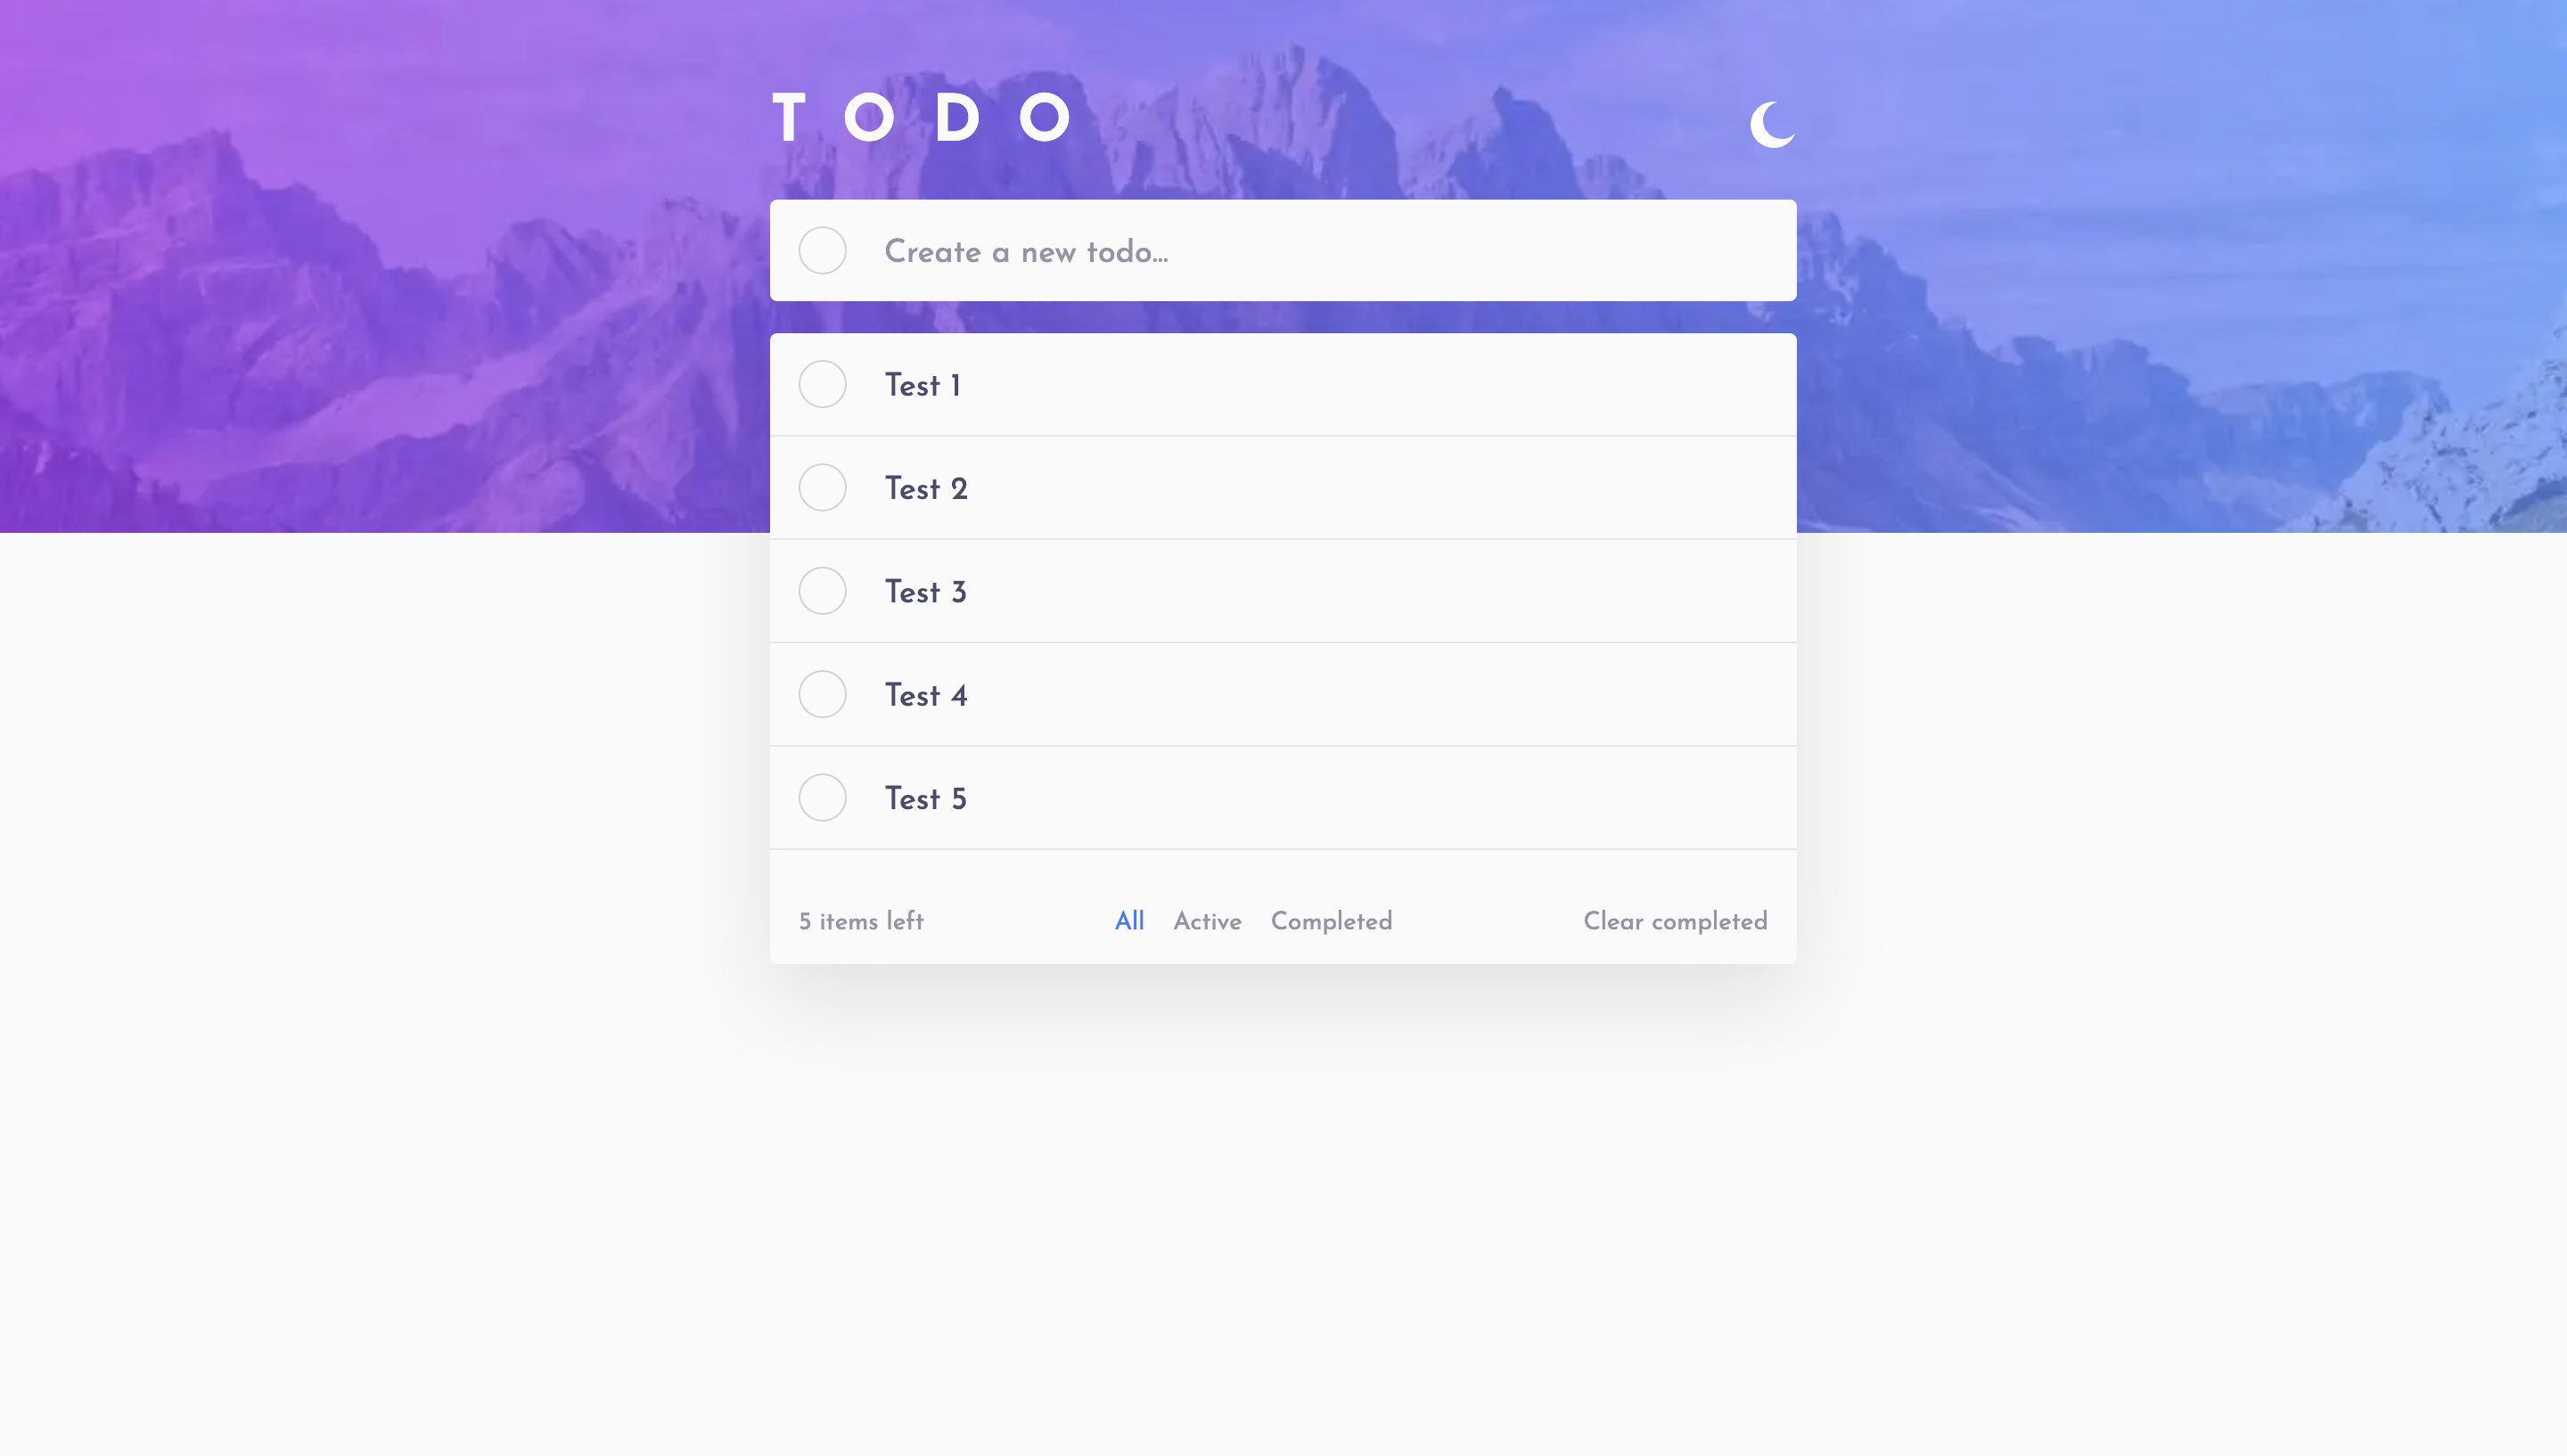 TODO
Create a new todo...
Test 1
Test 2
Test 3
Test 4
Test 5
5 items left All Active Completed Clear completed